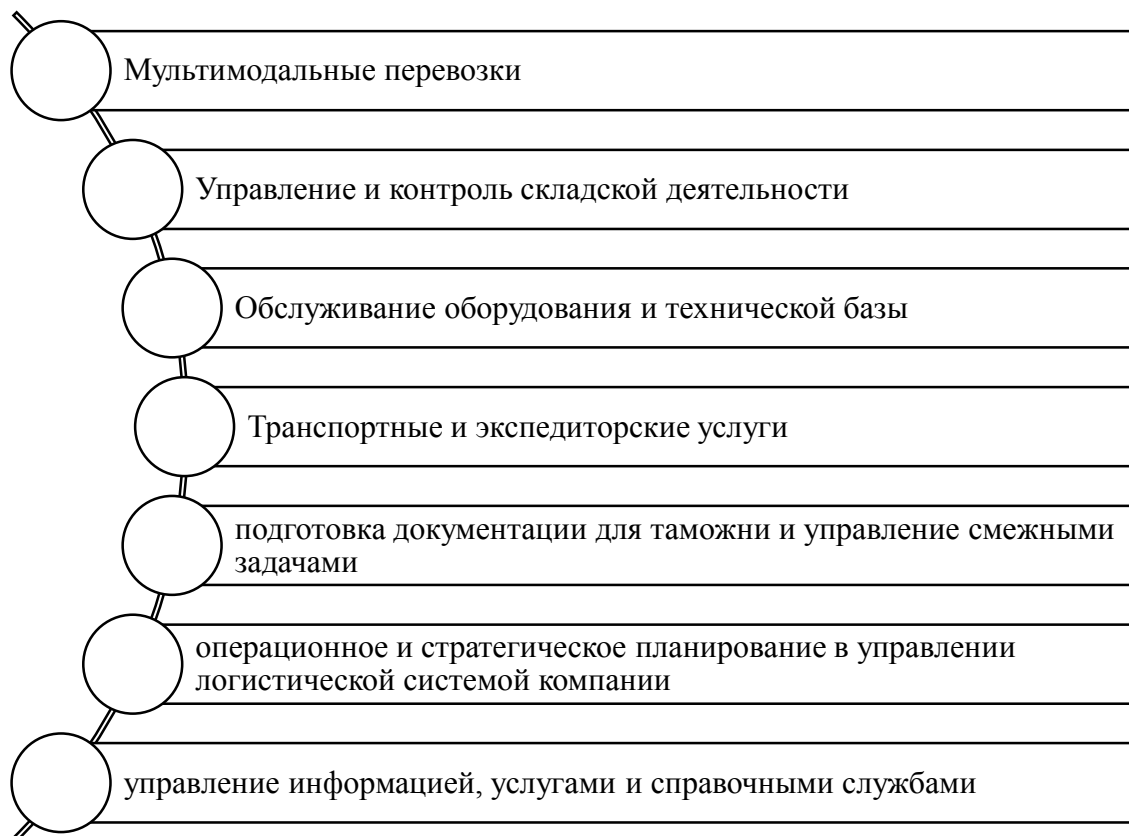 Мультимодальные перевозки
Управление и контроль складской деятельности
Обслуживание оборудования и технической базы
Транспортные и экспедиторские услуги
подготовка документации для таможни и управление смежными
задачами
операционное и стратегическое планирование в управлении
логистической системой компании
управление информацией, услугами и справочными службами